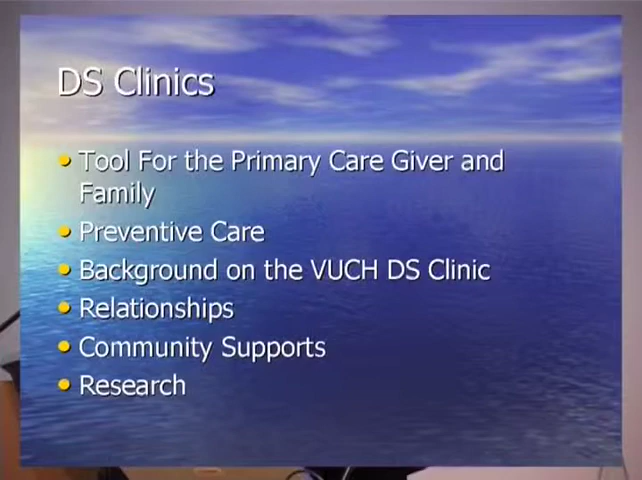 DS Clinics
Tool For the Primary Care Giver and
Family
Preventive Care
Background on the VUCH DS Clinic
Relationships
Community Supports
Research